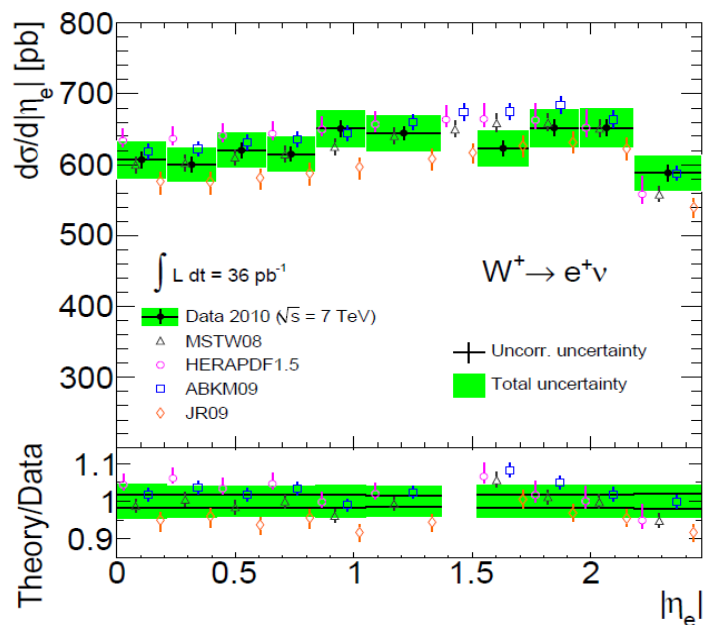 dσ/d|ηₑ| [pb]
800
700
600
500
400
300
∫ L dt = 36 pb⁻¹
W⁺→ e⁺ν
Data 2010 (√s = 7 TeV)
MSTW08
HERAPDF1.5
ABKM09
JR09
Uncorr. uncertainty
Total uncertainty
Theory/Data
1.1
1
0.9
0 0.5 1 1.5 2
|ηₑ|